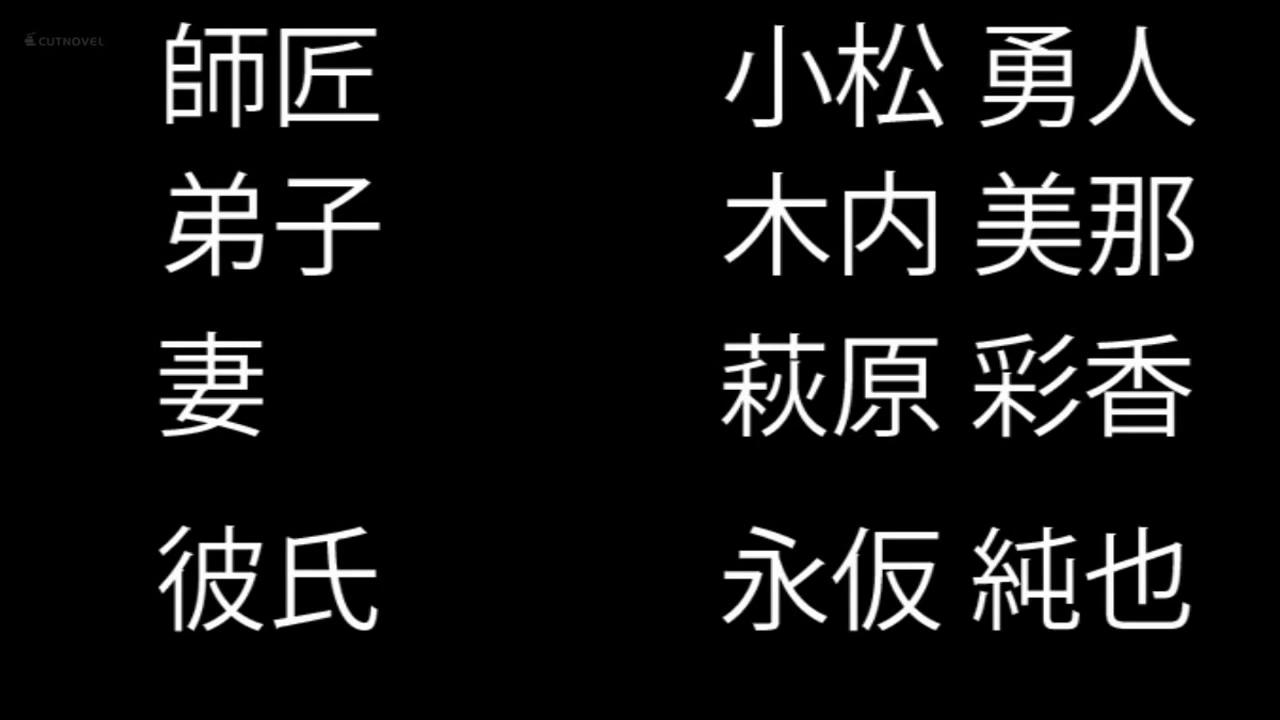 CUTNOVEL
師匠 小松 勇人
弟子 木内 美那
妻 萩原 彩香
彼氏 永仮 純也